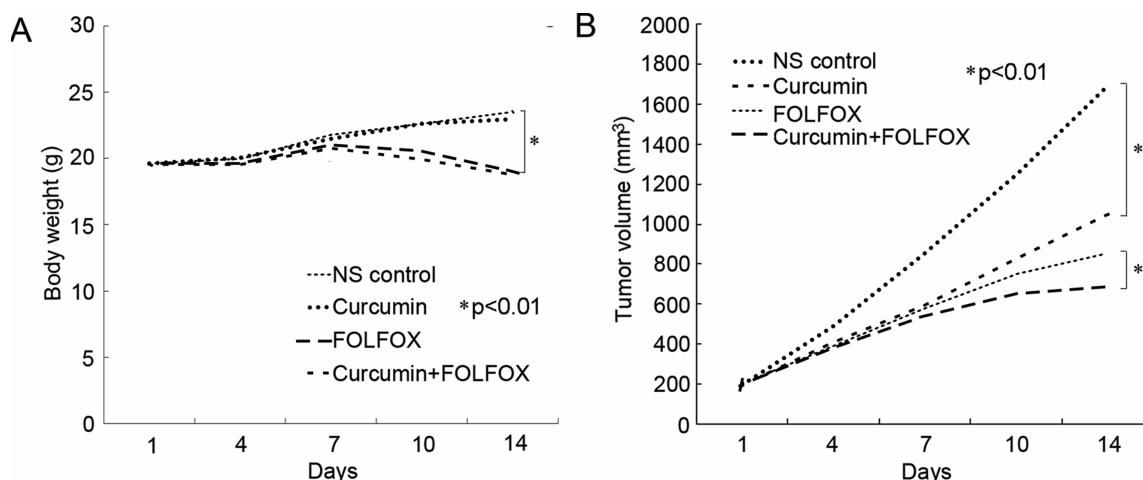 A
30
25
20
15
10
5
0
Body weight (g)
*
NS control
Curcumin
*p<0.01
FOLFOX
Curcumin+FOLFOX
1 4 7 10 14
Days
B
2000
1800
1600
1400
1200
1000
800
600
400
200
0
Tumor volume (mm³)
NS control
Curcumin
FOLFOX
Curcumin+FOLFOX
*p<0.01
*
*
1 4 7 10 14
Days